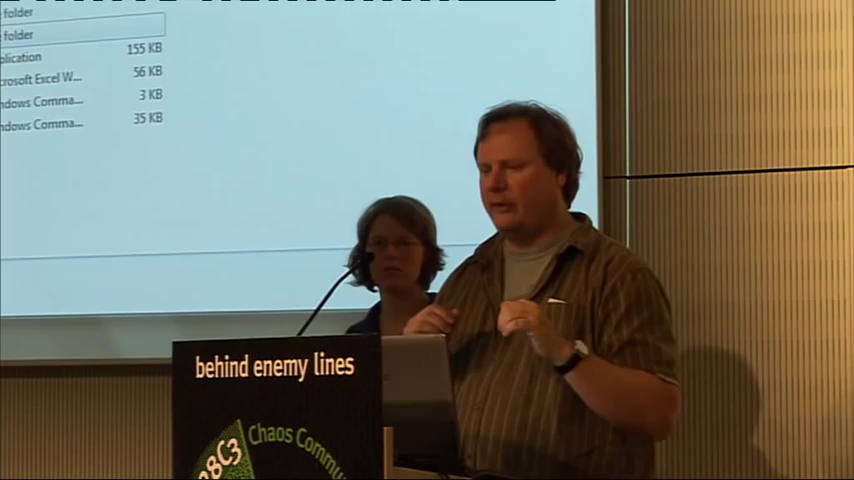 folder
folder
plication
155 KB
crosoft Excel W...
56 KB
ndows Comma...
3 KB
ndows Comma...
35 KB
behind enemy lines
28C3
Chaos Commu